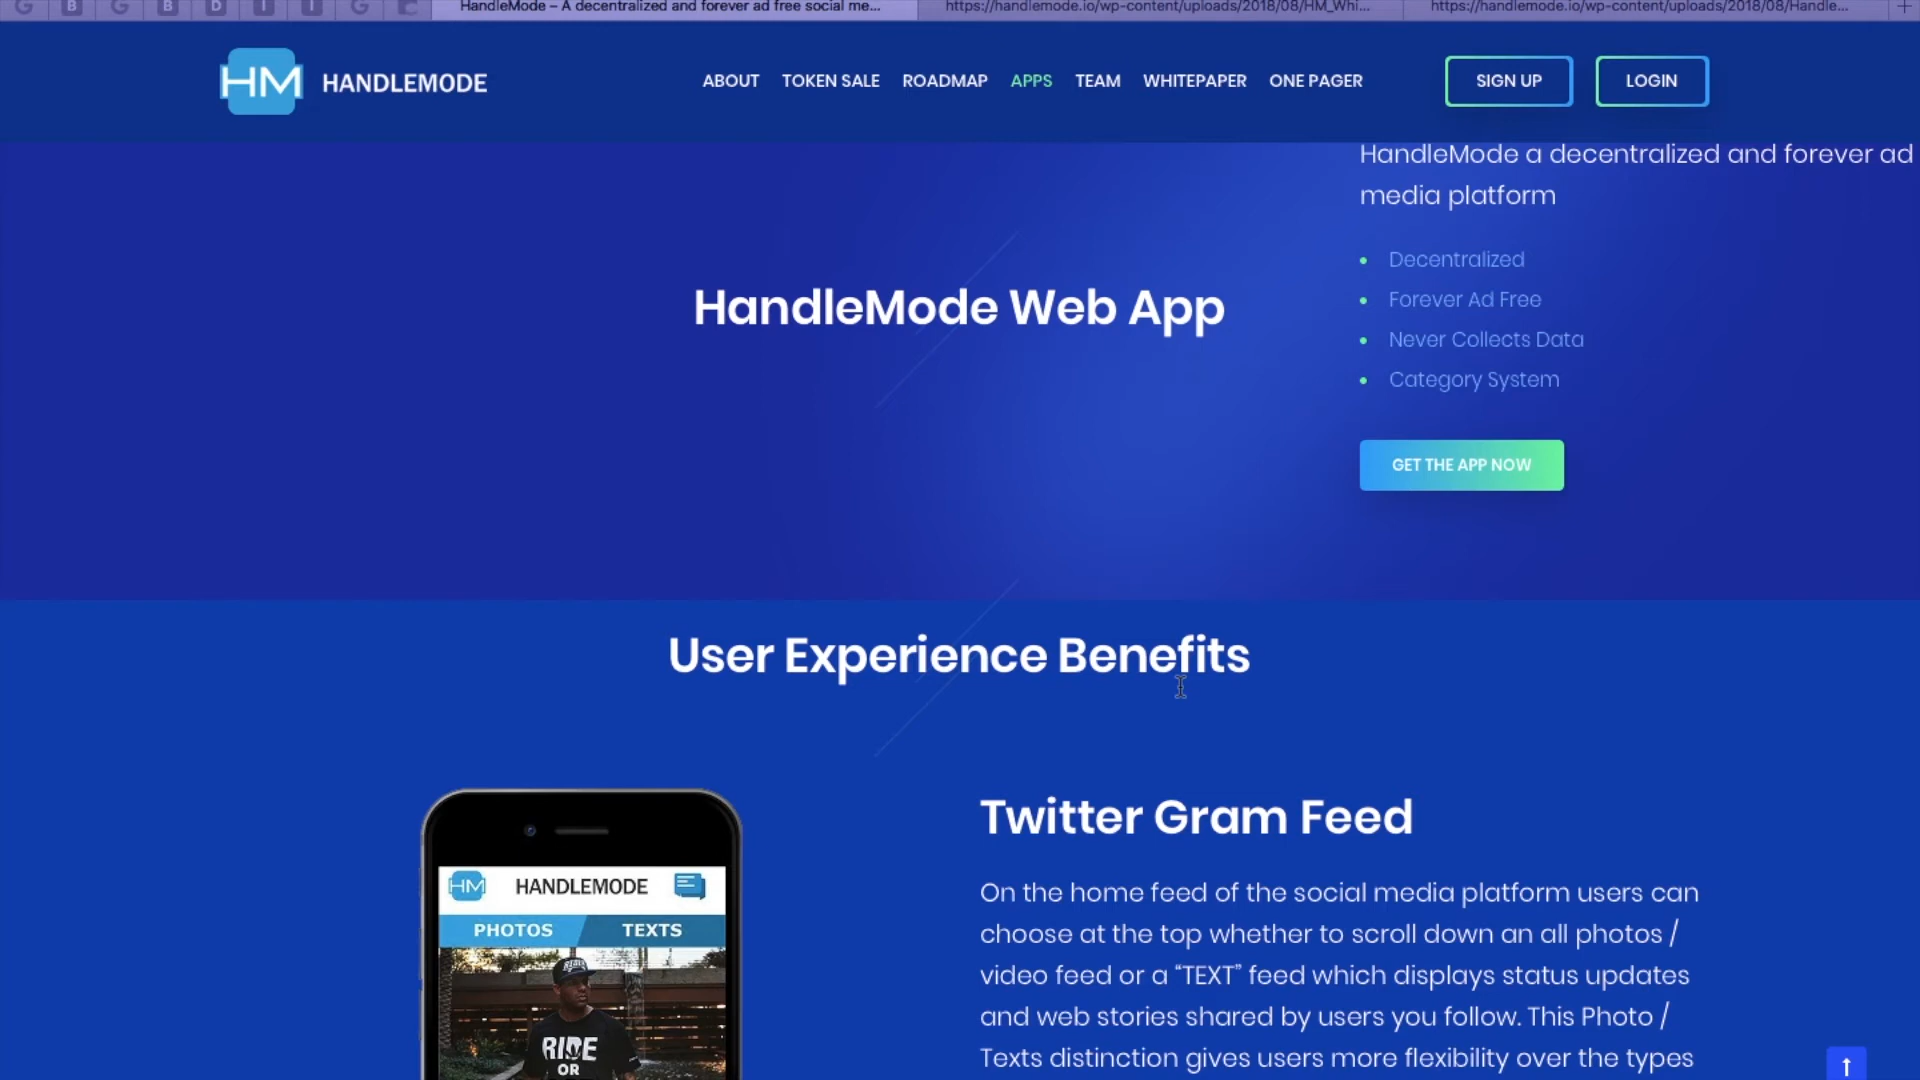 G B G B D I I G C HandleMode – A decentralized and forever ad free social me... https://handlemode.io/wp-content/uploads/2018/08/HM_Whi... https://handlemode.io/wp-content/uploads/2018/08/Handle... +
HM HANDLEMODE ABOUT TOKEN SALE ROADMAP APPS TEAM WHITEPAPER ONE PAGER SIGN UP LOGIN
HandleMode a decentralized and forever ad
media platform
HandleMode Web App
• Decentralized
• Forever Ad Free
• Never Collects Data
• Category System
GET THE APP NOW
User Experience Benefits
HM HANDLEMODE
PHOTOS TEXTS
RIDE
OR
Twitter Gram Feed
On the home feed of the social media platform users can
choose at the top whether to scroll down an all photos /
video feed or a “TEXT” feed which displays status updates
and web stories shared by users you follow. This Photo /
Texts distinction gives users more flexibility over the types